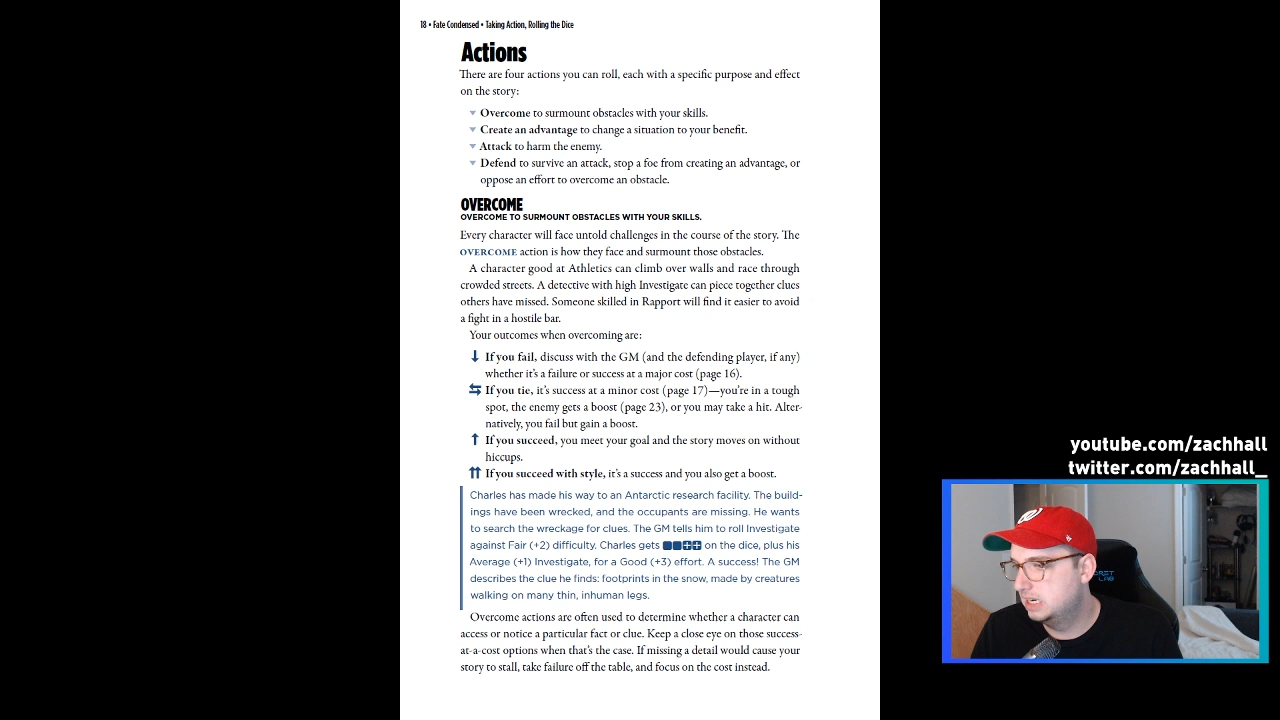 18 • Fate Condensed • Taking Action, Rolling the Dice
Actions
There are four actions you can roll, each with a specific purpose and effect
on the story:
Overcome to surmount obstacles with your skills.
Create an advantage to change a situation to your benefit.
Attack to harm the enemy.
Defend to survive an attack, stop a foe from creating an advantage, or
oppose an effort to overcome an obstacle.
OVERCOME
OVERCOME TO SURMOUNT OBSTACLES WITH YOUR SKILLS.
Every character will face untold challenges in the course of the story. The
OVERCOME action is how they face and surmount those obstacles.
A character good at Athletics can climb over walls and race through
crowded streets. A detective with high Investigate can piece together clues
others have missed. Someone skilled in Rapport will find it easier to avoid
a fight in a hostile bar.
Your outcomes when overcoming are:
If you fail, discuss with the GM (and the defending player, if any)
whether it's a failure or success at a major cost (page 16).
If you tie, it's success at a minor cost (page 17)—you're in a tough
spot, the enemy gets a boost (page 23), or you may take a hit. Alter-
natively, you fail but gain a boost.
If you succeed, you meet your goal and the story moves on without
hiccups.
If you succeed with style, it's a success and you also get a boost.
Charles has made his way to an Antarctic research facility. The build-
ings have been wrecked, and the occupants are missing. He wants
to search the wreckage for clues. The GM tells him to roll Investigate
against Fair (+2) difficulty. Charles gets ++ on the dice, plus his
Average (+1) Investigate, for a Good (+3) effort. A success! The GM
describes the clue he finds: footprints in the snow, made by creatures
walking on many thin, inhuman legs.
Overcome actions are often used to determine whether a character can
access or notice a particular fact or clue. Keep a close eye on those success-
at-a-cost options when that's the case. If missing a detail would cause your
story to stall, take failure off the table, and focus on the cost instead.
youtube.com/zachhall
twitter.com/zachhall_
W